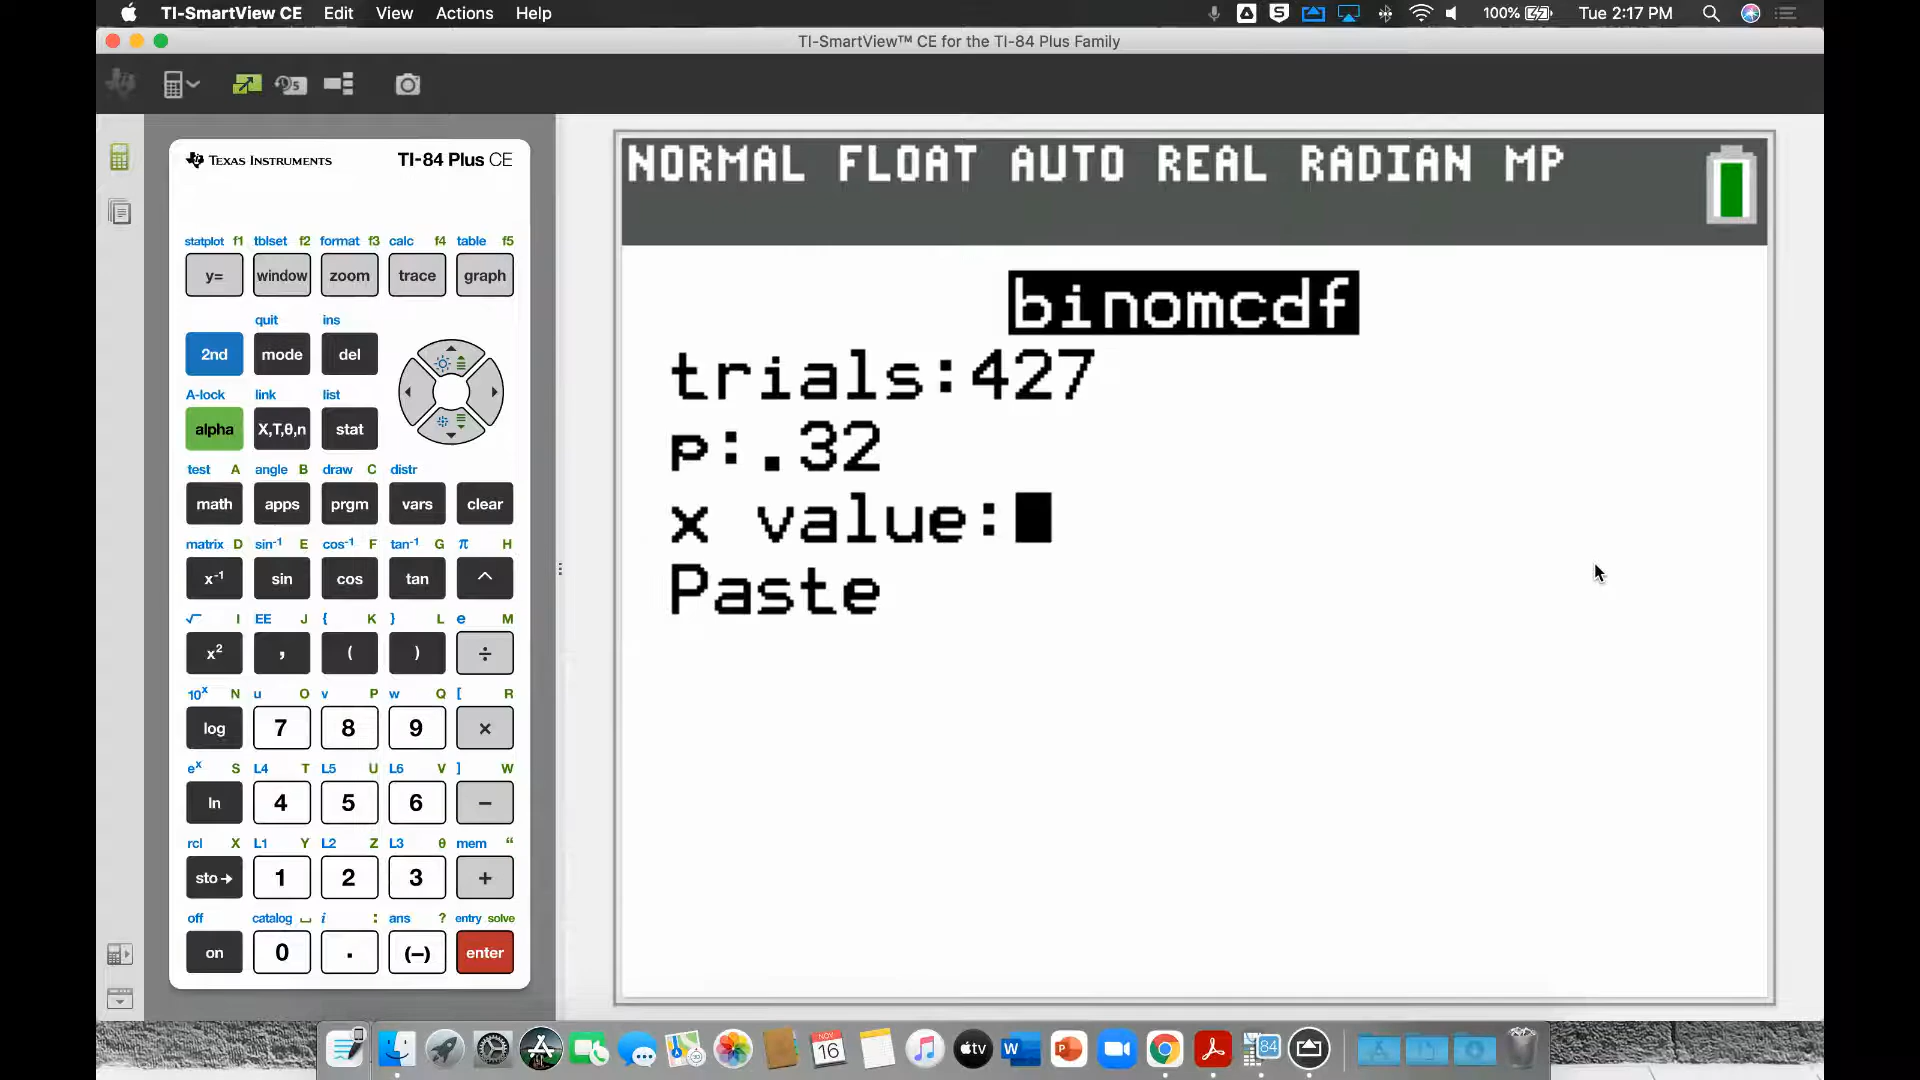 TI-SmartView CE Edit View Actions Help 100% Tue 2:17 PM
TI-SmartView™ CE for the TI-84 Plus Family
TEXAS INSTRUMENTS TI-84 Plus CE
statplot f1 tblset f2 format f3 calc f4 table f5
y= window zoom trace graph
quit ins
2nd mode del
A-lock link list
alpha X,T,θ,n stat
test A angle B draw C distr
math apps prgm vars clear
matrix D sin⁻¹ E cos⁻¹ F tan⁻¹ G π H
x⁻¹ sin cos tan ^
√ I EE J { K } L e M
x² , ( ) ÷
10ˣ N u O v P w Q [ R
log 7 8 9 ×
eˣ S L4 T L5 U L6 V ] W
ln 4 5 6 −
rcl X L1 Y L2 Z L3 θ mem “
sto→ 1 2 3 +
off catalog i : ans ? entry solve
on 0 . (−) enter
NORMAL FLOAT AUTO REAL RADIAN MP
binomcdf
trials:427
p:.32
x value:
Paste
NOV
16
tv
W
P
84